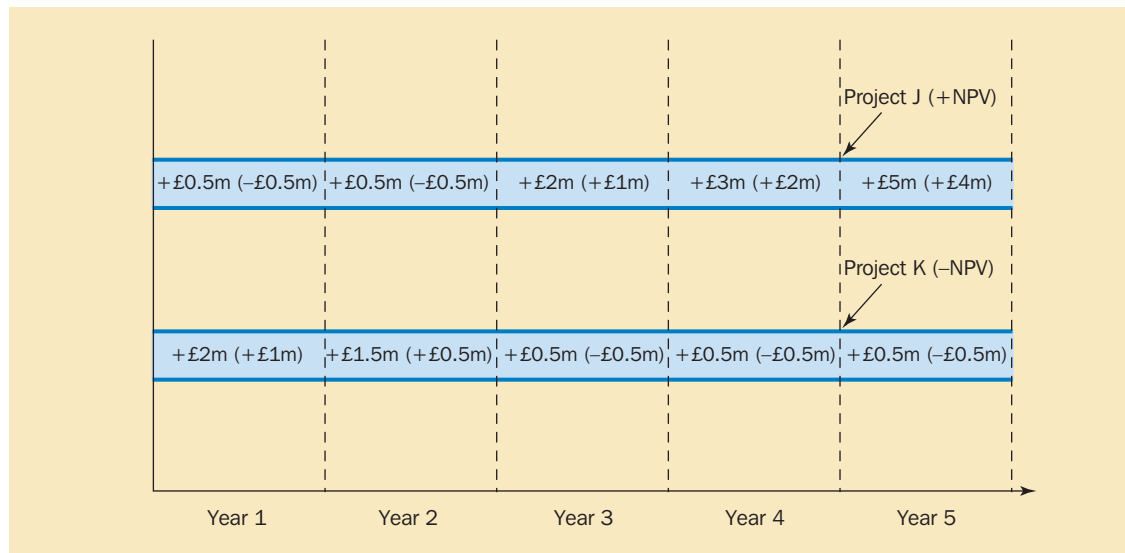 Project J (+NPV)
+£0.5m (–£0.5m) +£0.5m (–£0.5m) +£2m (+£1m) +£3m (+£2m) +£5m (+£4m)
Project K (–NPV)
+£2m (+£1m) +£1.5m (+£0.5m) +£0.5m (–£0.5m) +£0.5m (–£0.5m) +£0.5m (–£0.5m)
Year 1 Year 2 Year 3 Year 4 Year 5